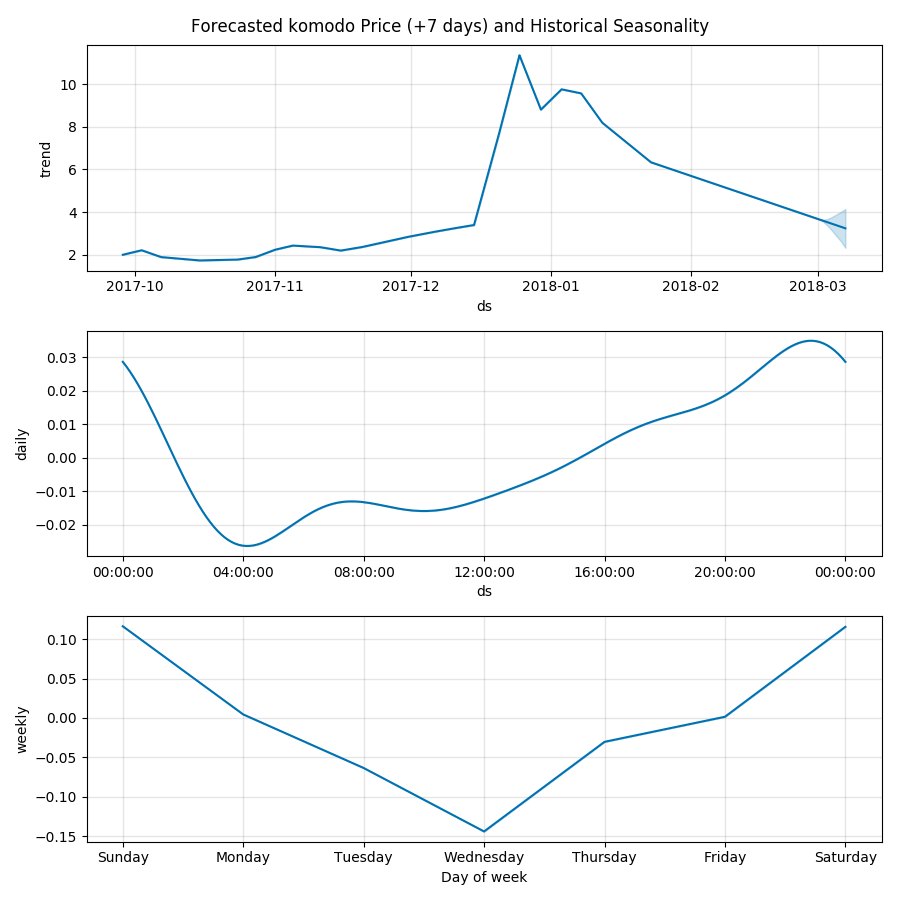 Forecasted komodo Price (+7 days) and Historical Seasonality
10
8
6
4
2
trend
2017-10 2017-11 2017-12 2018-01 2018-02 2018-03
ds
0.03
0.02
0.01
0.00
−0.01
−0.02
daily
00:00:00 04:00:00 08:00:00 12:00:00 16:00:00 20:00:00 00:00:00
ds
0.10
0.05
0.00
−0.05
−0.10
−0.15
weekly
Sunday Monday Tuesday Wednesday Thursday Friday Saturday
Day of week